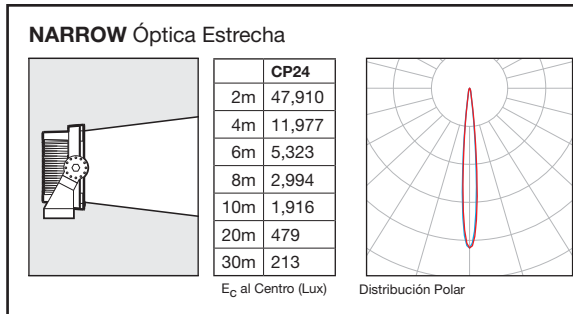 NARROW Óptica Estrecha
CP24
2m 47,910
4m 11,977
6m 5,323
8m 2,994
10m 1,916
20m 479
30m 213
EC al Centro (Lux)
Distribución Polar